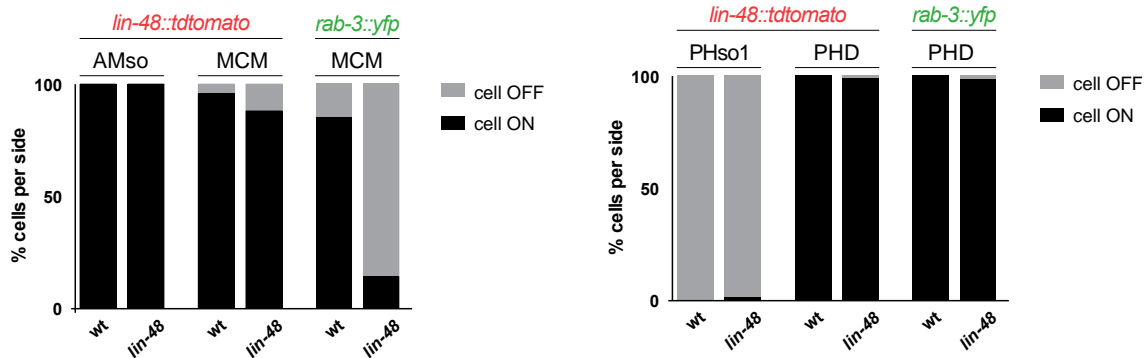 lin-48::tdtomato rab-3::yfp
AMso MCM MCM
100
50
0
% cells per side
wt lin-48 wt lin-48 wt lin-48
cell OFF
cell ON
lin-48::tdtomato rab-3::yfp
PHso1 PHD PHD
100
50
0
% cells per side
wt lin-48 wt lin-48 wt lin-48
cell OFF
cell ON